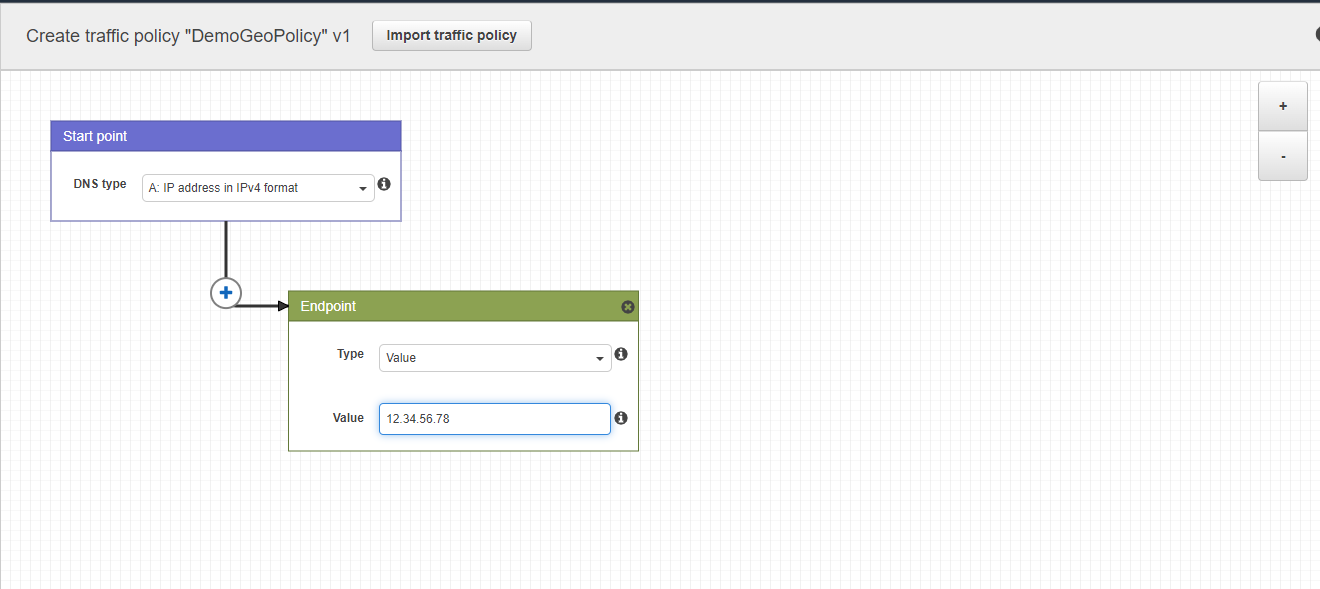 Create traffic policy "DemoGeoPolicy" v1 Import traffic policy
+
-
Start point
DNS type A: IP address in IPv4 format
Endpoint
Type Value
Value 12.34.56.78